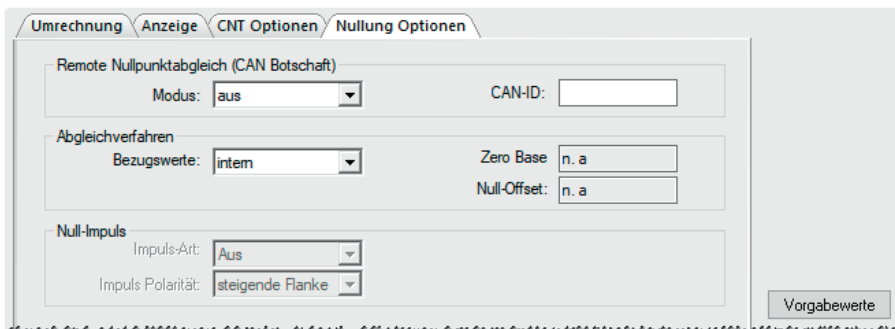 Umrechnung Anzeige CNT Optionen Nullung Optionen
Remote Nullpunktabgleich (CAN Botschaft)
Modus: aus CAN-ID:
Abgleichverfahren
Bezugswerte: intern Zero Base n. a
Null-Offset: n. a
Null-Impuls
Impuls-Art: Aus
Impuls Polarität: steigende Flanke
Vorgabewerte